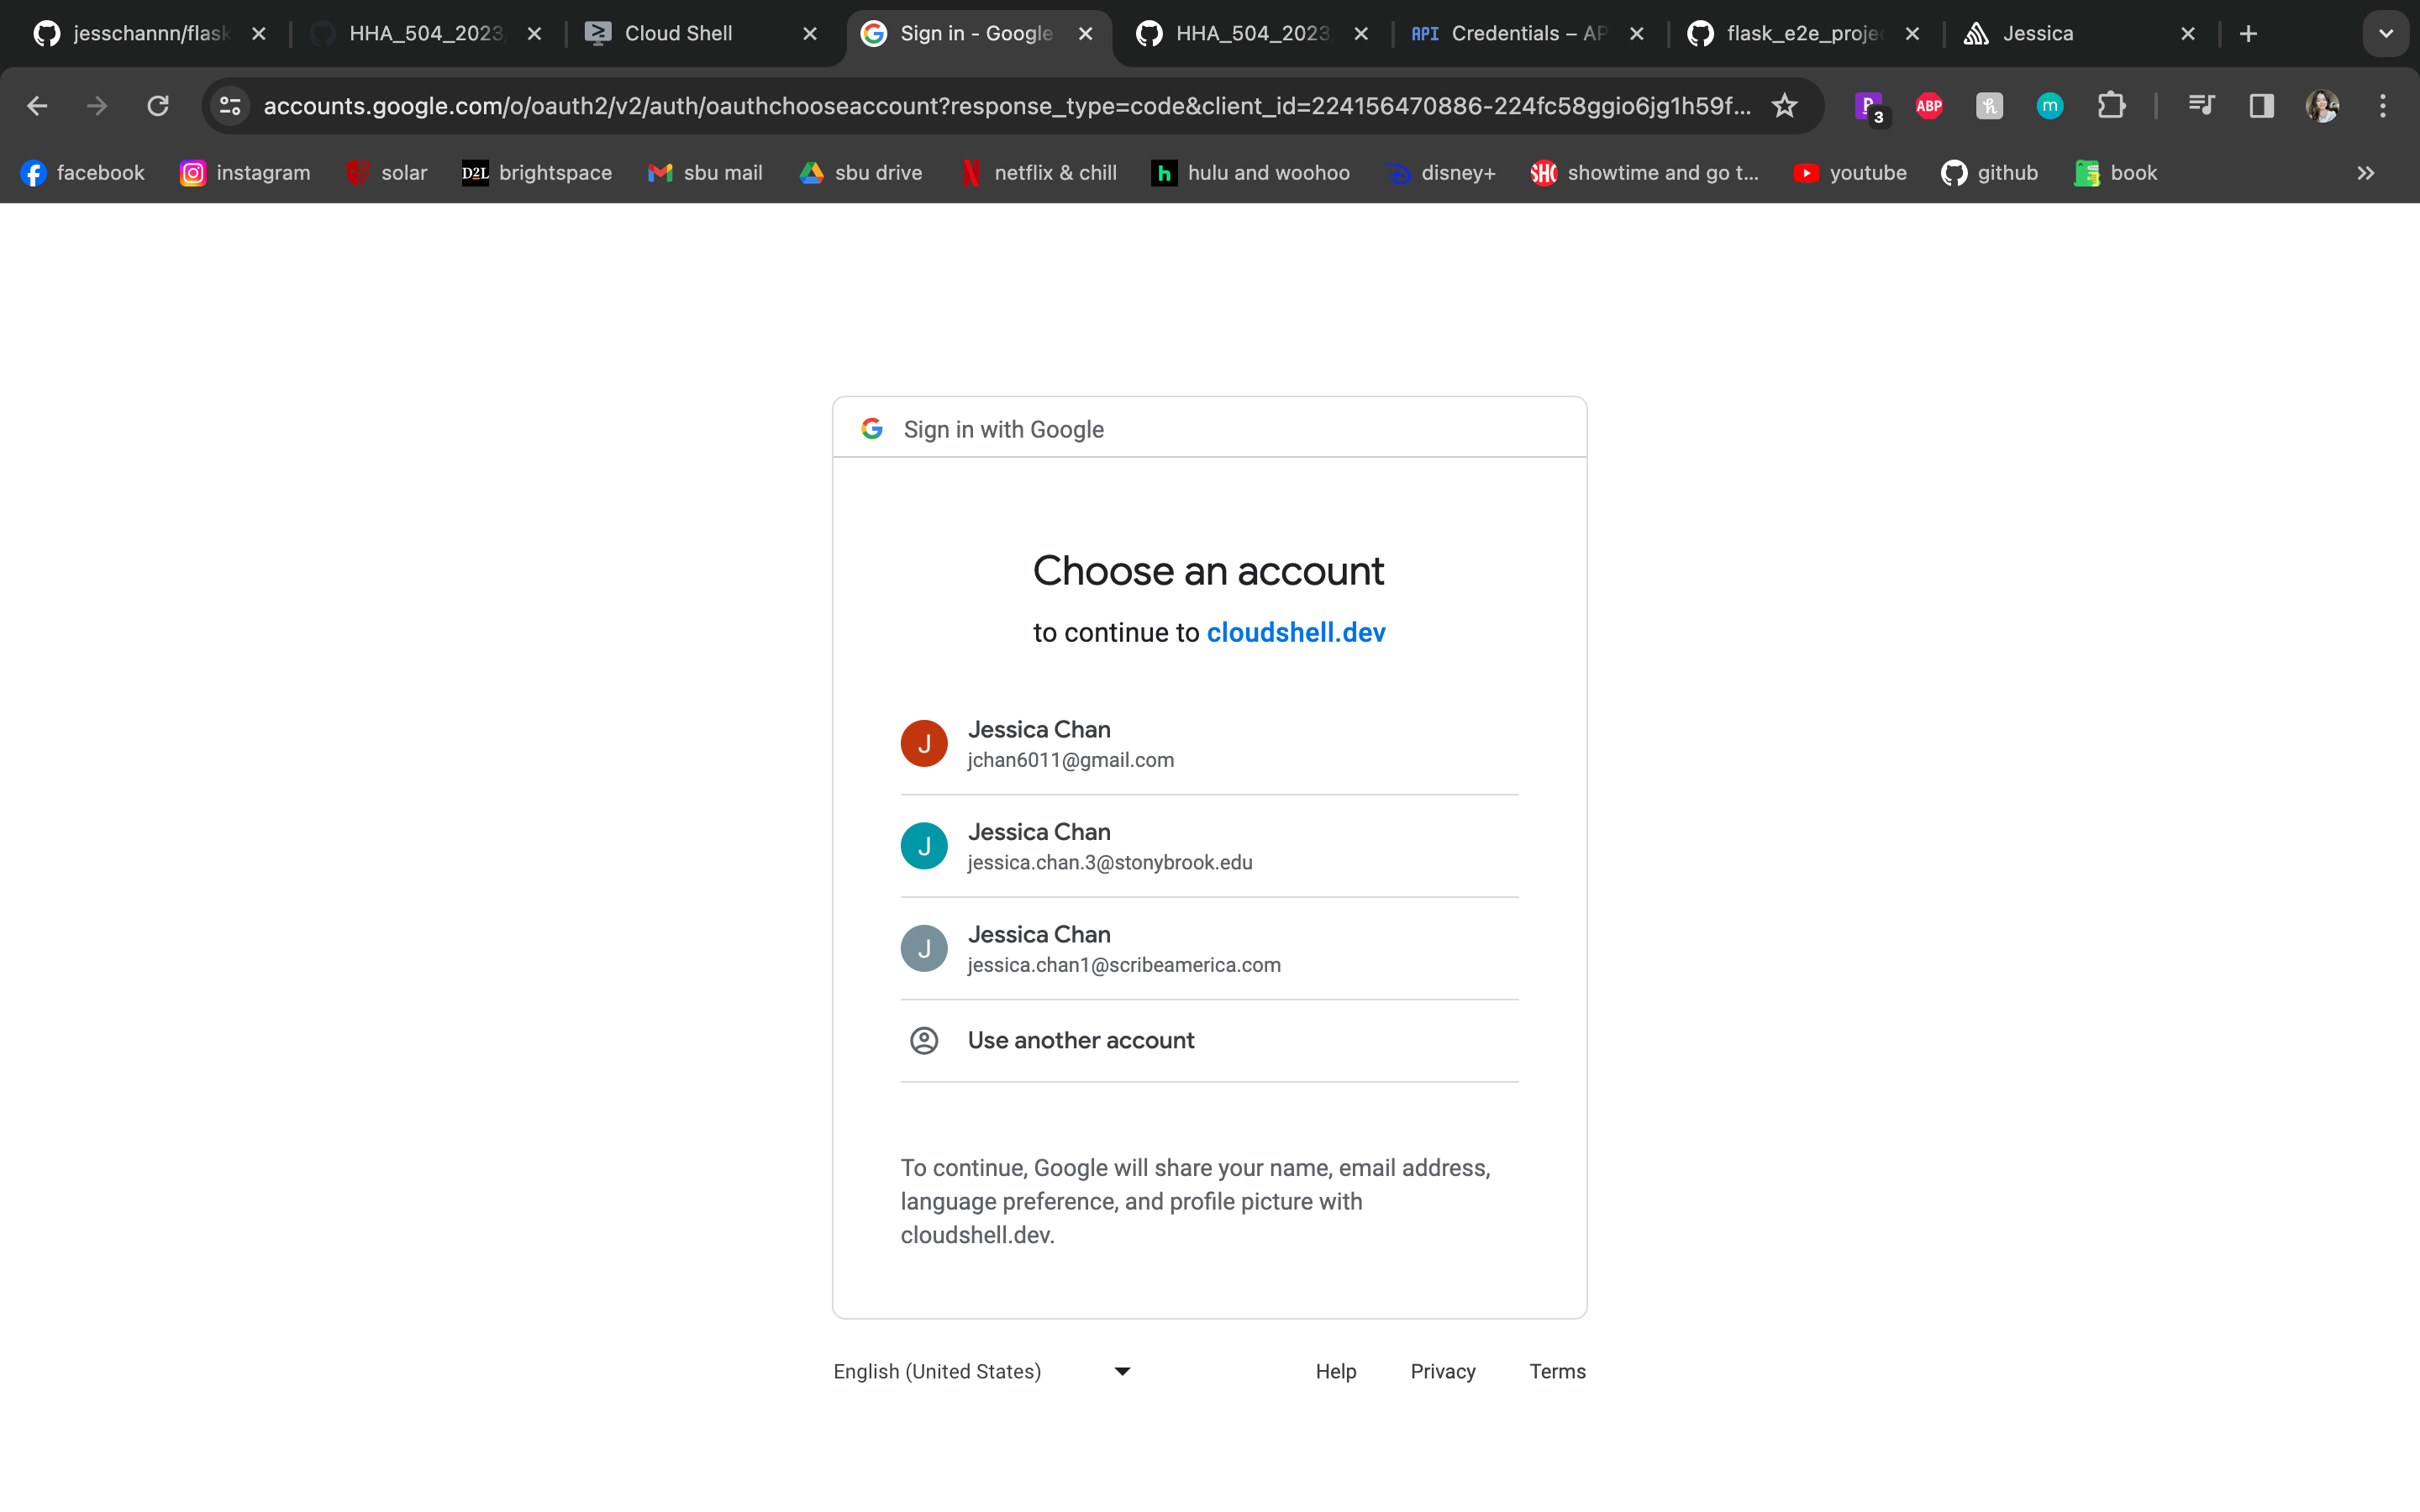 jesschannn/flask
HHA_504_2023
Cloud Shell
Sign in - Google
HHA_504_2023
API Credentials – AP
flask_e2e_proje
Jessica
accounts.google.com/o/oauth2/v2/auth/oauthchooseaccount?response_type=code&client_id=224156470886-224fc58ggio6jg1h59f...
3
ABP
h
m
facebook
instagram
solar
D2L brightspace
sbu mail
sbu drive
netflix & chill
h hulu and woohoo
disney+
SHO showtime and go t...
youtube
github
book
Sign in with Google
Choose an account
to continue to cloudshell.dev
J
Jessica Chan
jchan6011@gmail.com
J
Jessica Chan
jessica.chan.3@stonybrook.edu
J
Jessica Chan
jessica.chan1@scribeamerica.com
Use another account
To continue, Google will share your name, email address,
language preference, and profile picture with
cloudshell.dev.
English (United States)
Help
Privacy
Terms